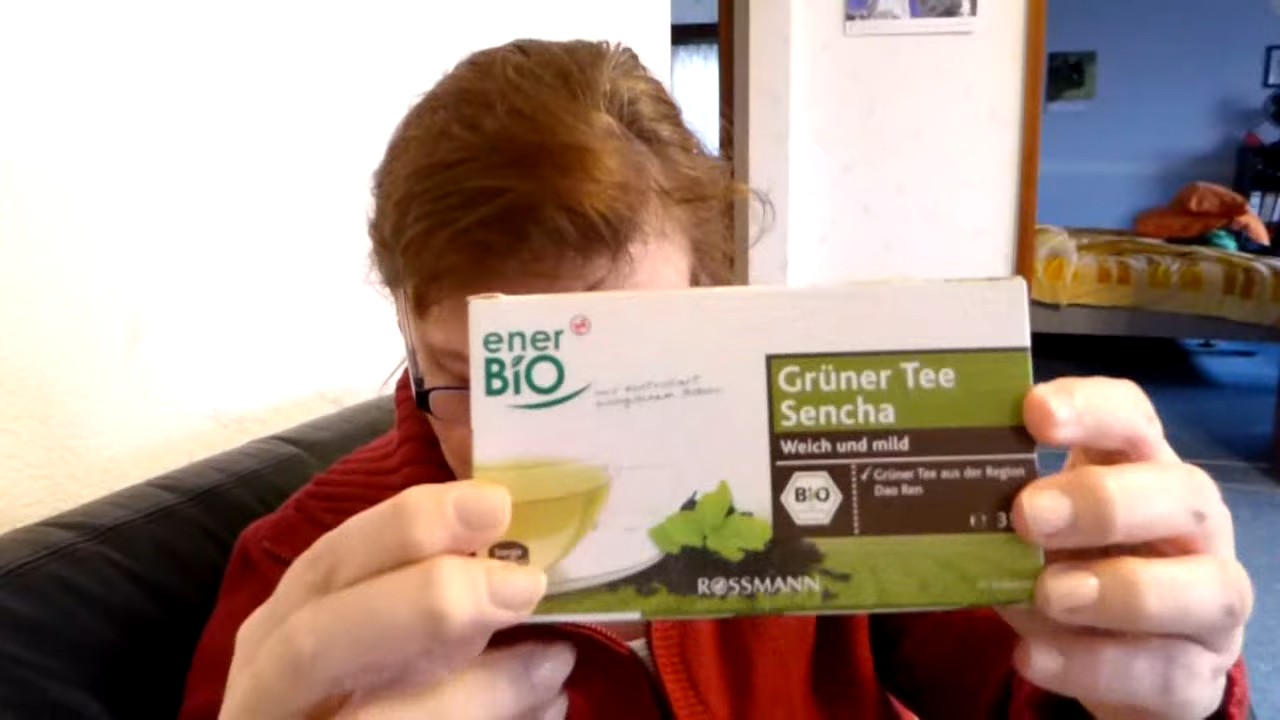 ener
BiO
Grüner Tee
Sencha
Weich und mild
BiO
✓ Grüner Tee aus der Region
Dao Ren
ROSSMANN